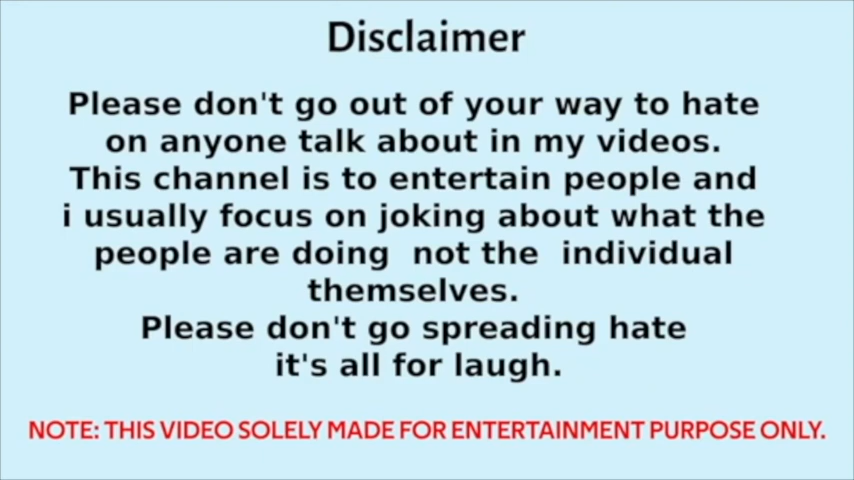 Disclaimer
Please don't go out of your way to hate
on anyone talk about in my videos.
This channel is to entertain people and
i usually focus on joking about what the
people are doing not the individual
themselves.
Please don't go spreading hate
it's all for laugh.
NOTE: THIS VIDEO SOLELY MADE FOR ENTERTAINMENT PURPOSE ONLY.